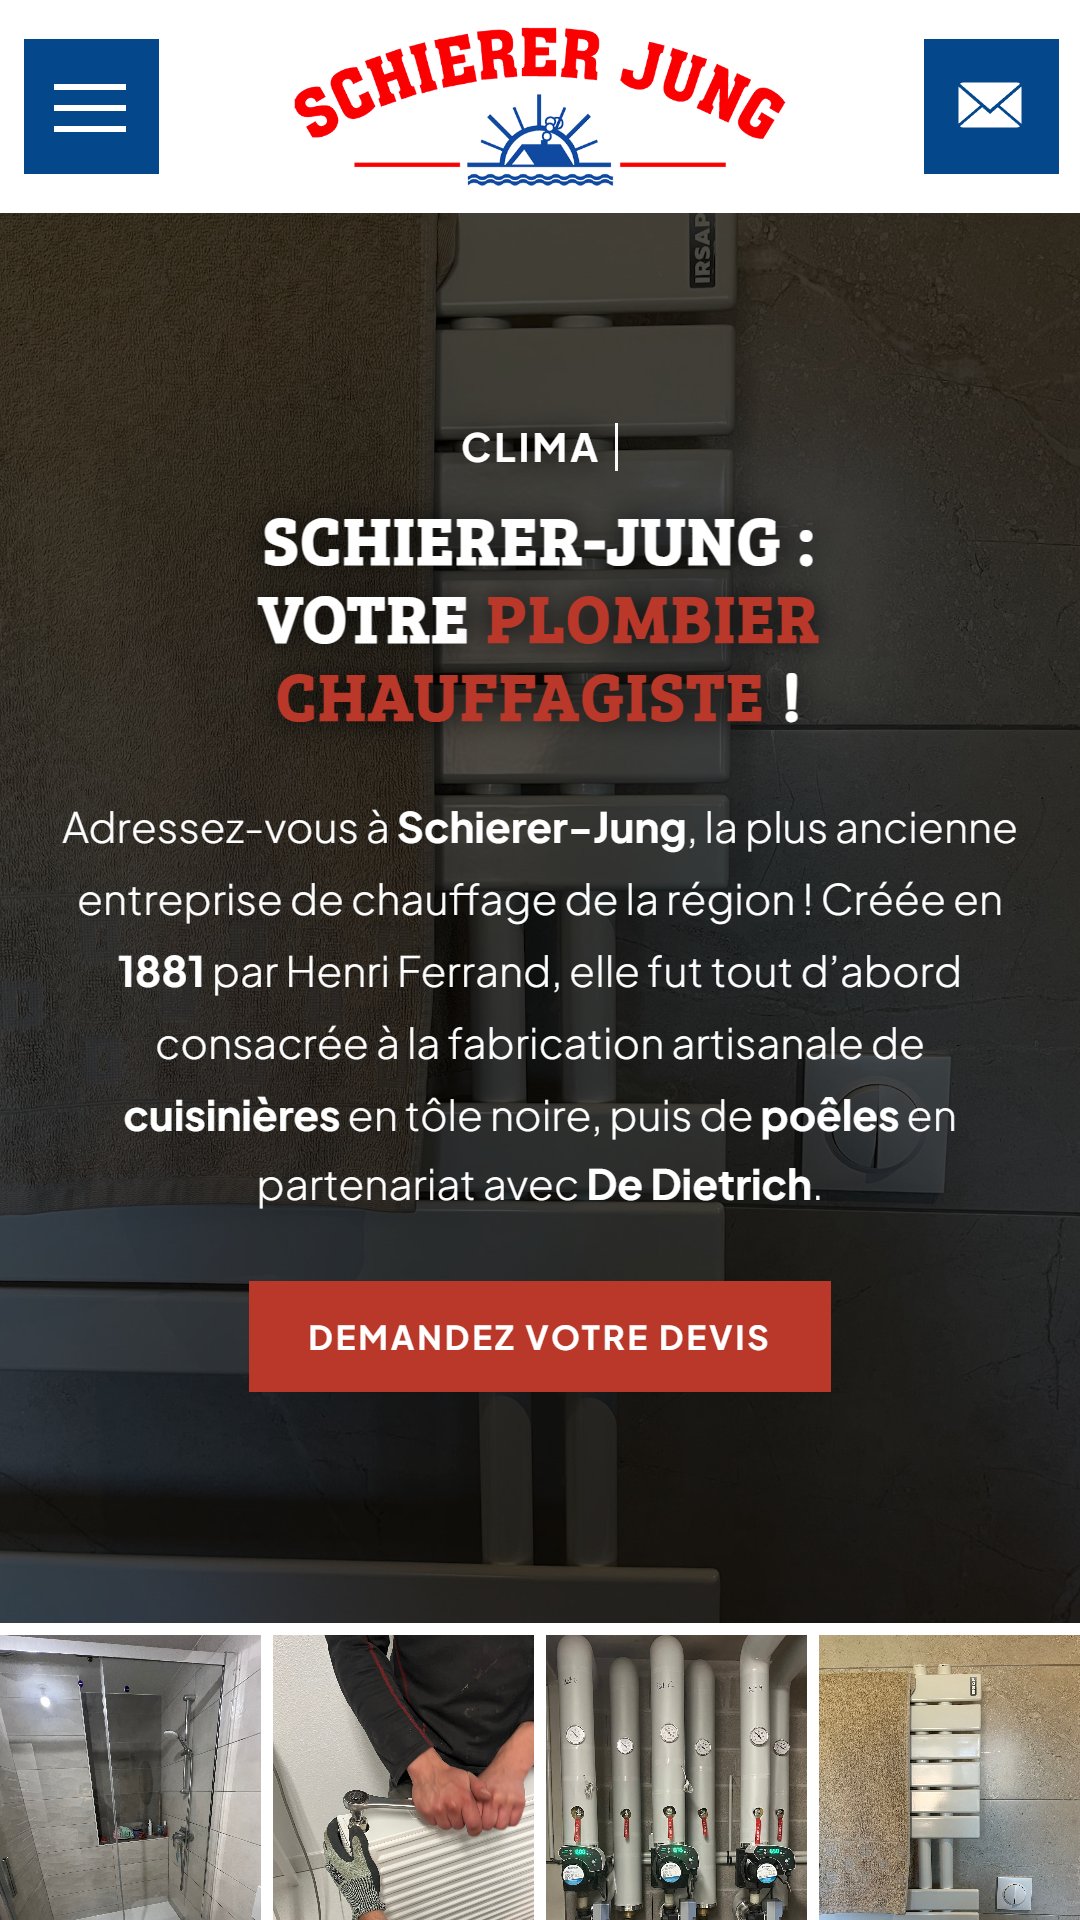 SCHIERER JUNG
IRSAP
CLIMA
SCHIERER-JUNG :
VOTRE PLOMBIER
CHAUFFAGISTE !
Adressez-vous à Schierer-Jung, la plus ancienne
entreprise de chauffage de la région ! Créée en
1881 par Henri Ferrand, elle fut tout d’abord
consacrée à la fabrication artisanale de
cuisinières en tôle noire, puis de poêles en
partenariat avec De Dietrich.
DEMANDEZ VOTRE DEVIS